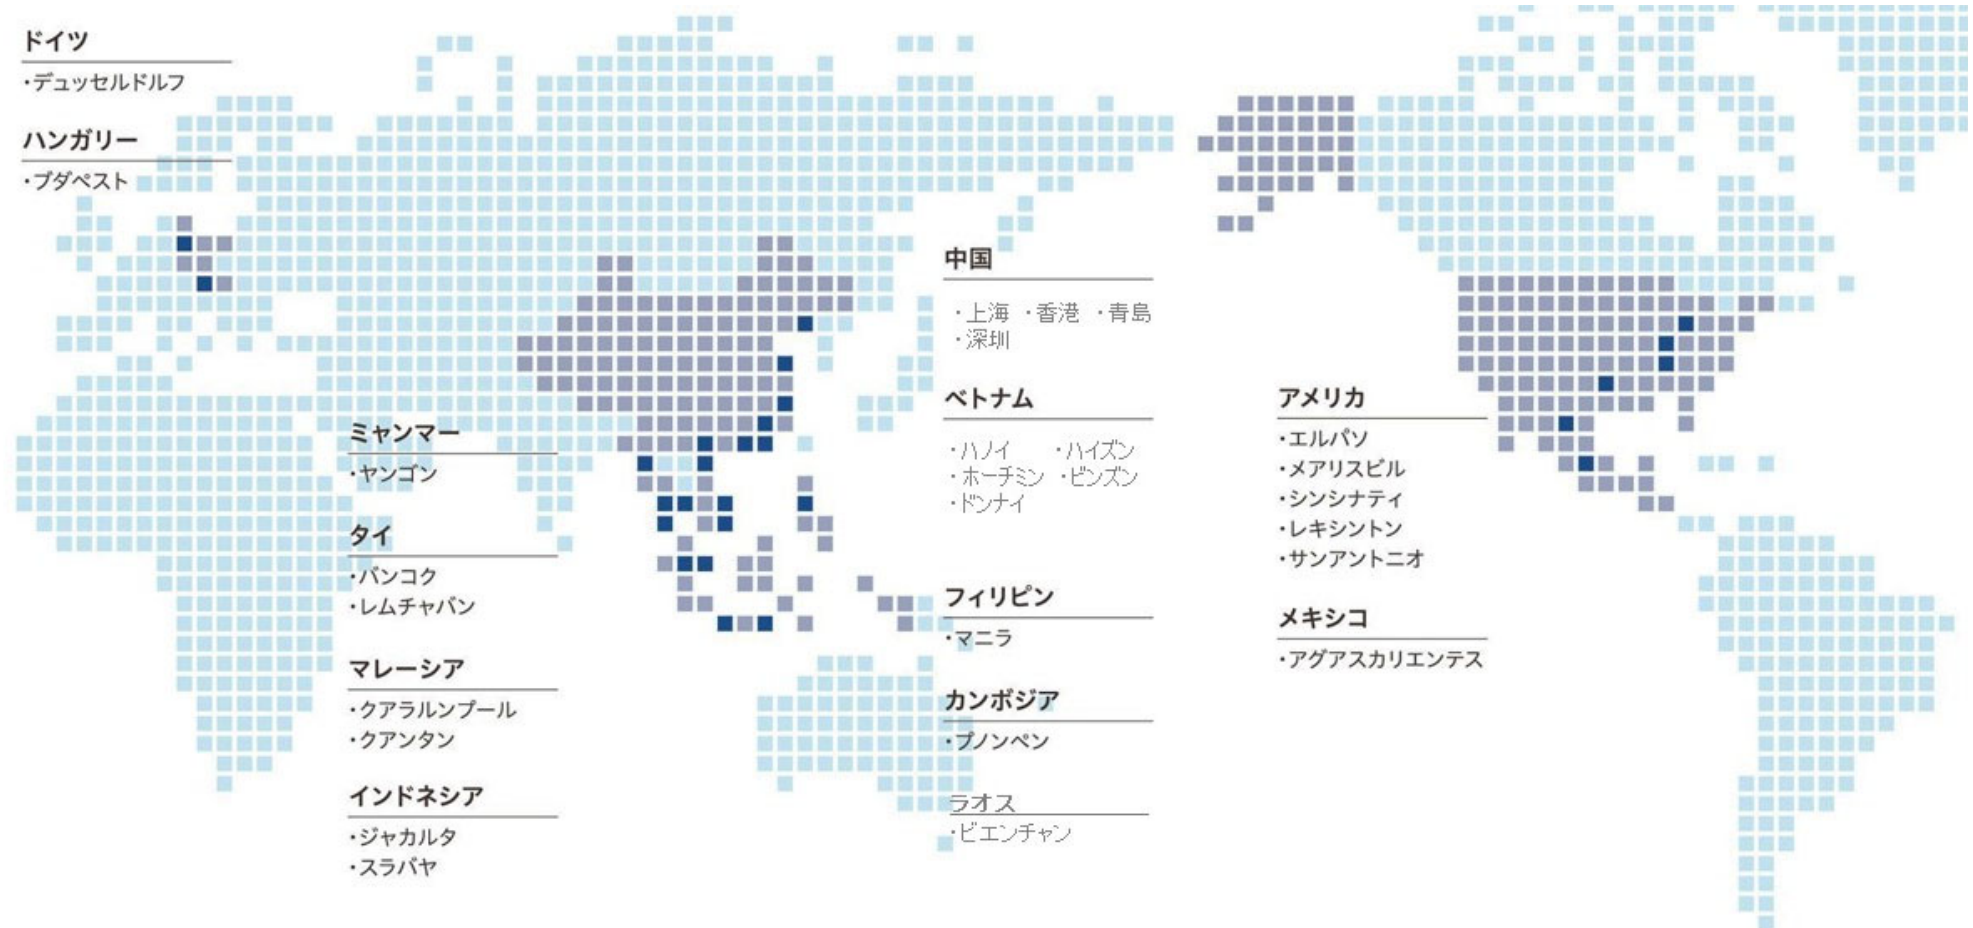 ドイツ
・デュッセルドルフ
ハンガリー
・ブダペスト
ミャンマー
・ヤンゴン
タイ
・バンコク
・レムチャバン
マレーシア
・クアラルンプール
・クアンタン
インドネシア
・ジャカルタ
・スラバヤ
中国
・上海 ・香港 ・青島
・深圳
ベトナム
・ハノイ ・ハイズン
・ホーチミン ・ビンズン
・ドンナイ
フィリピン
・マニラ
カンボジア
・プノンペン
ラオス
・ビエンチャン
アメリカ
・エルパソ
・メアリスビル
・シンシナティ
・レキシントン
・サンアントニオ
メキシコ
・アグアスカリエンテス